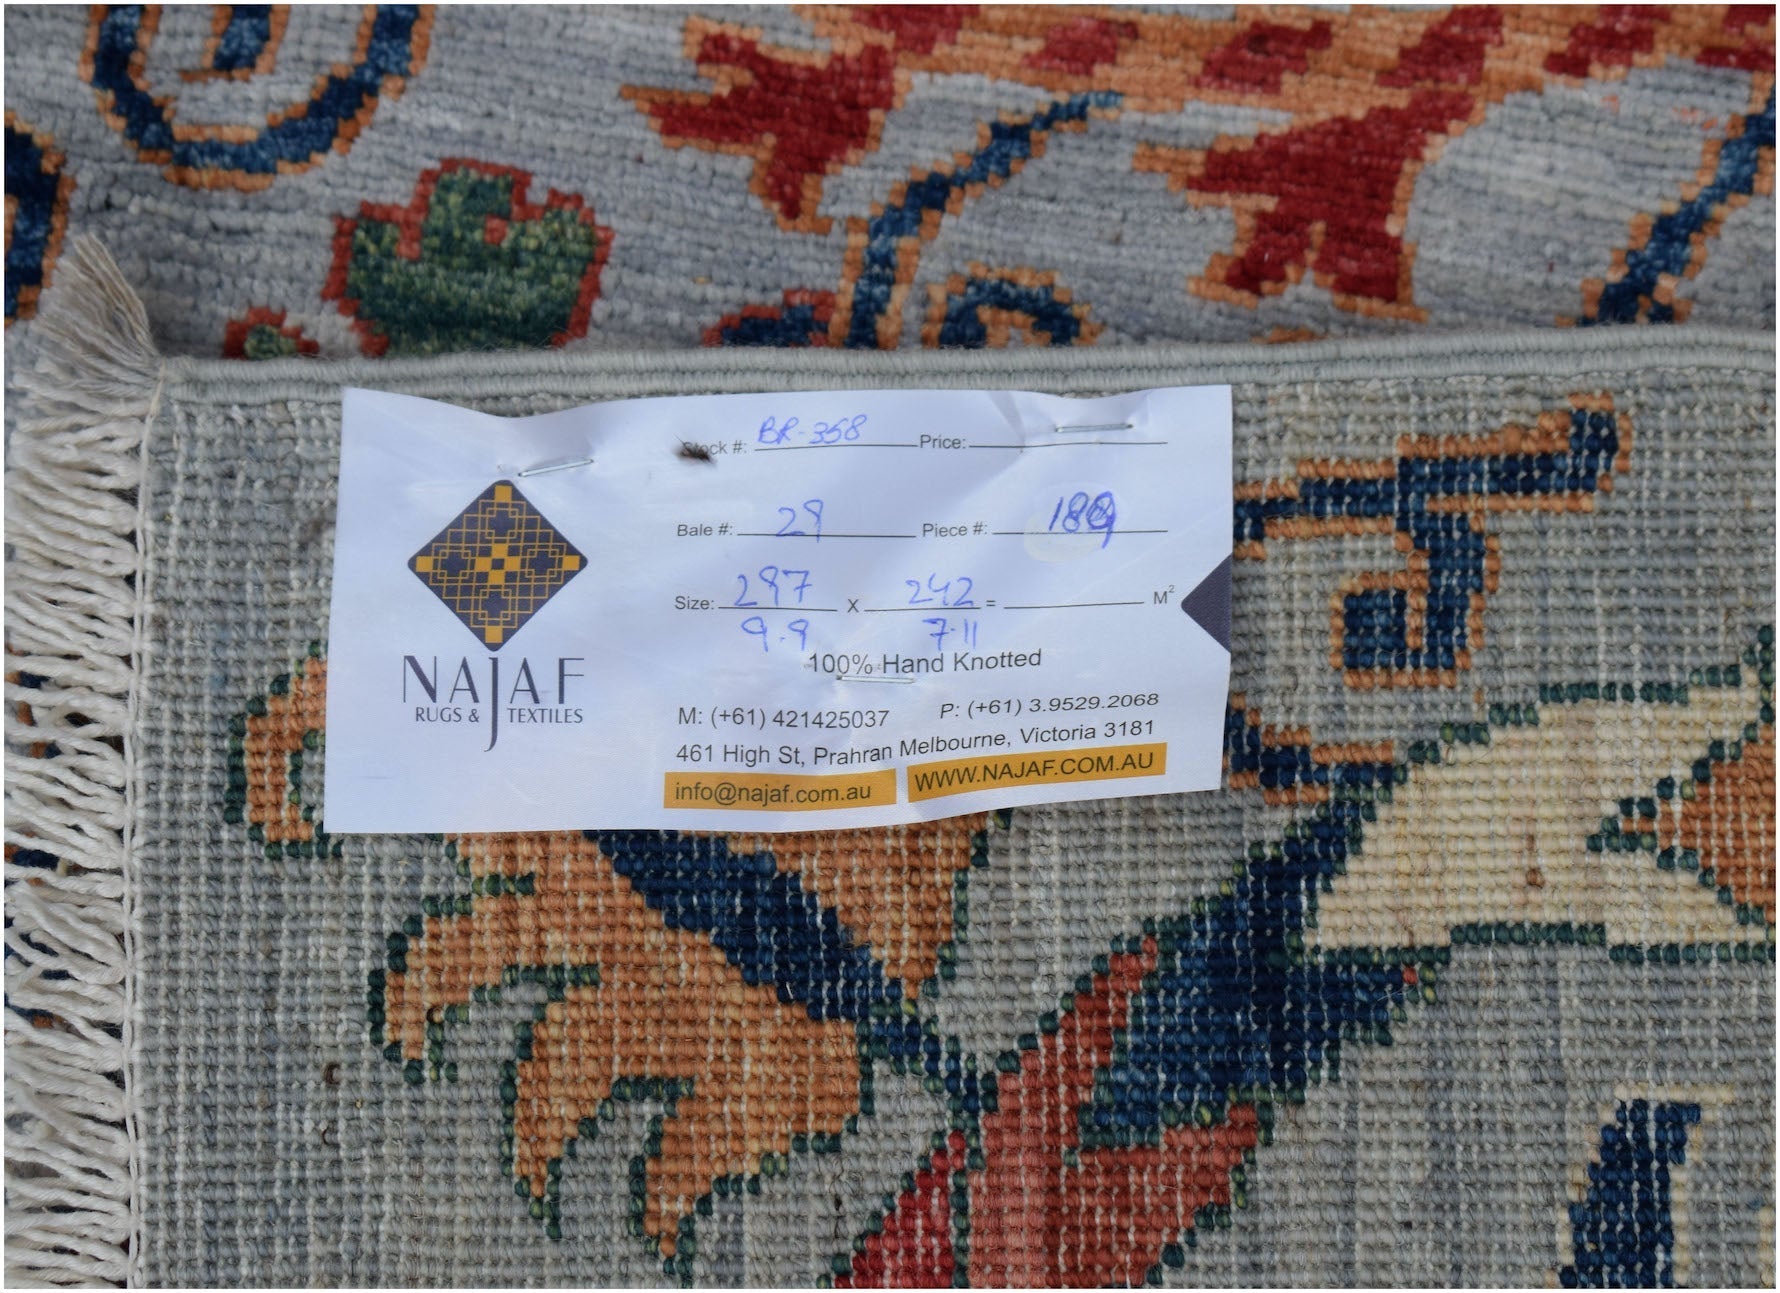 Stock #: BR-358 Price:
Bale #: 29 Piece #:
Size: 297 X 242 = M²
9.9 7-11
100% Hand Knotted
NAJAF
RUGS & TEXTILES
M: (+61) 421425037 P: (+61) 3.9529.2068
461 High St, Prahran Melbourne, Victoria 3181
info@najaf.com.au WWW.NAJAF.COM.AU